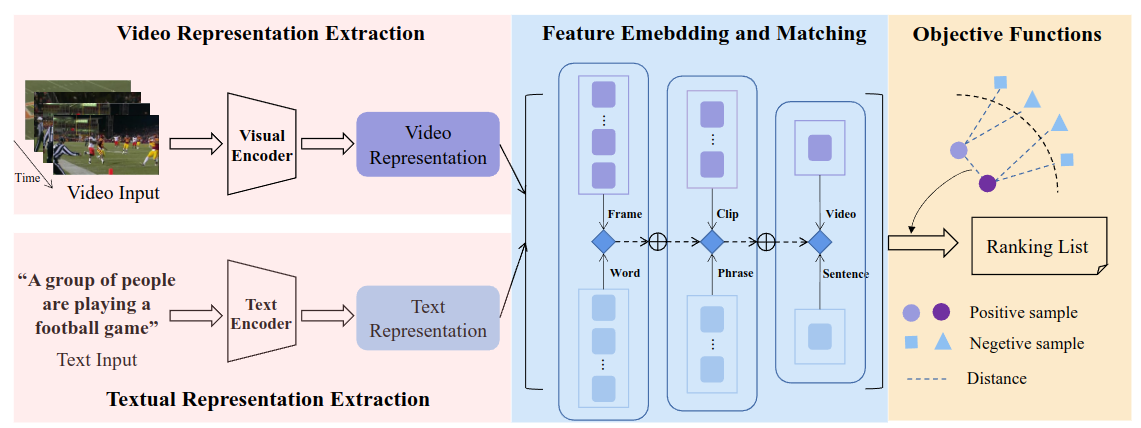 Video Representation Extraction
Time
Video Input
Visual
Encoder
Video
Representation
“A group of people
are playing a
football game”
Text Input
Text
Encoder
Text
Representation
Textual Representation Extraction
Feature Emebdding and Matching
Frame
Word
Clip
Phrase
Video
Sentence
Objective Functions
Ranking List
Positive sample
Negetive sample
Distance